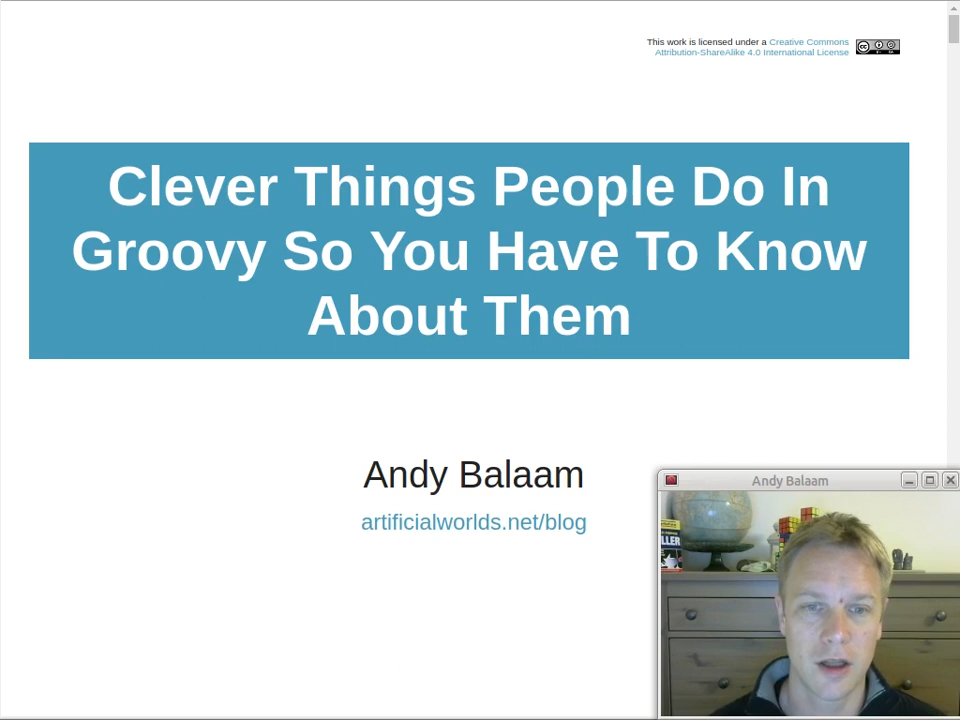 This work is licensed under a Creative Commons
Attribution-ShareAlike 4.0 International License
Clever Things People Do In
Groovy So You Have To Know
About Them
Andy Balaam
artificialworlds.net/blog
Andy Balaam
LLER